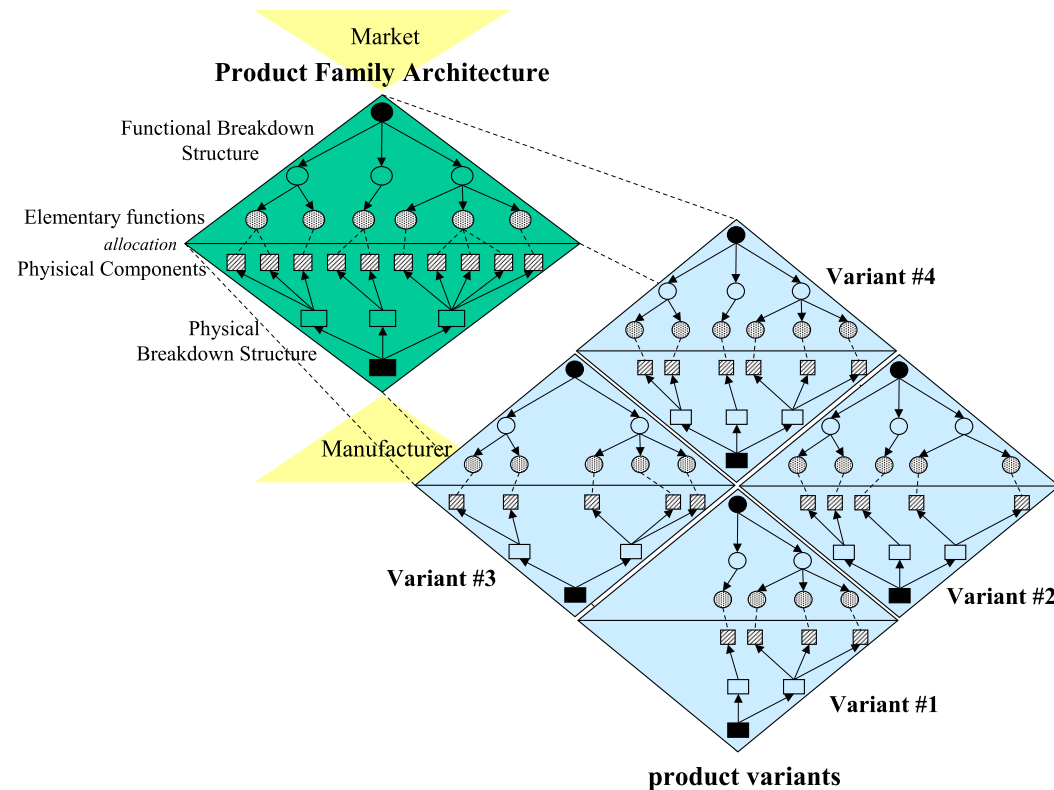 Market
Product Family Architecture
Functional Breakdown
Structure
Elementary functions
allocation
Phyisical Components
Physical
Breakdown Structure
Manufacturer
Variant #4
Variant #3
Variant #2
Variant #1
product variants